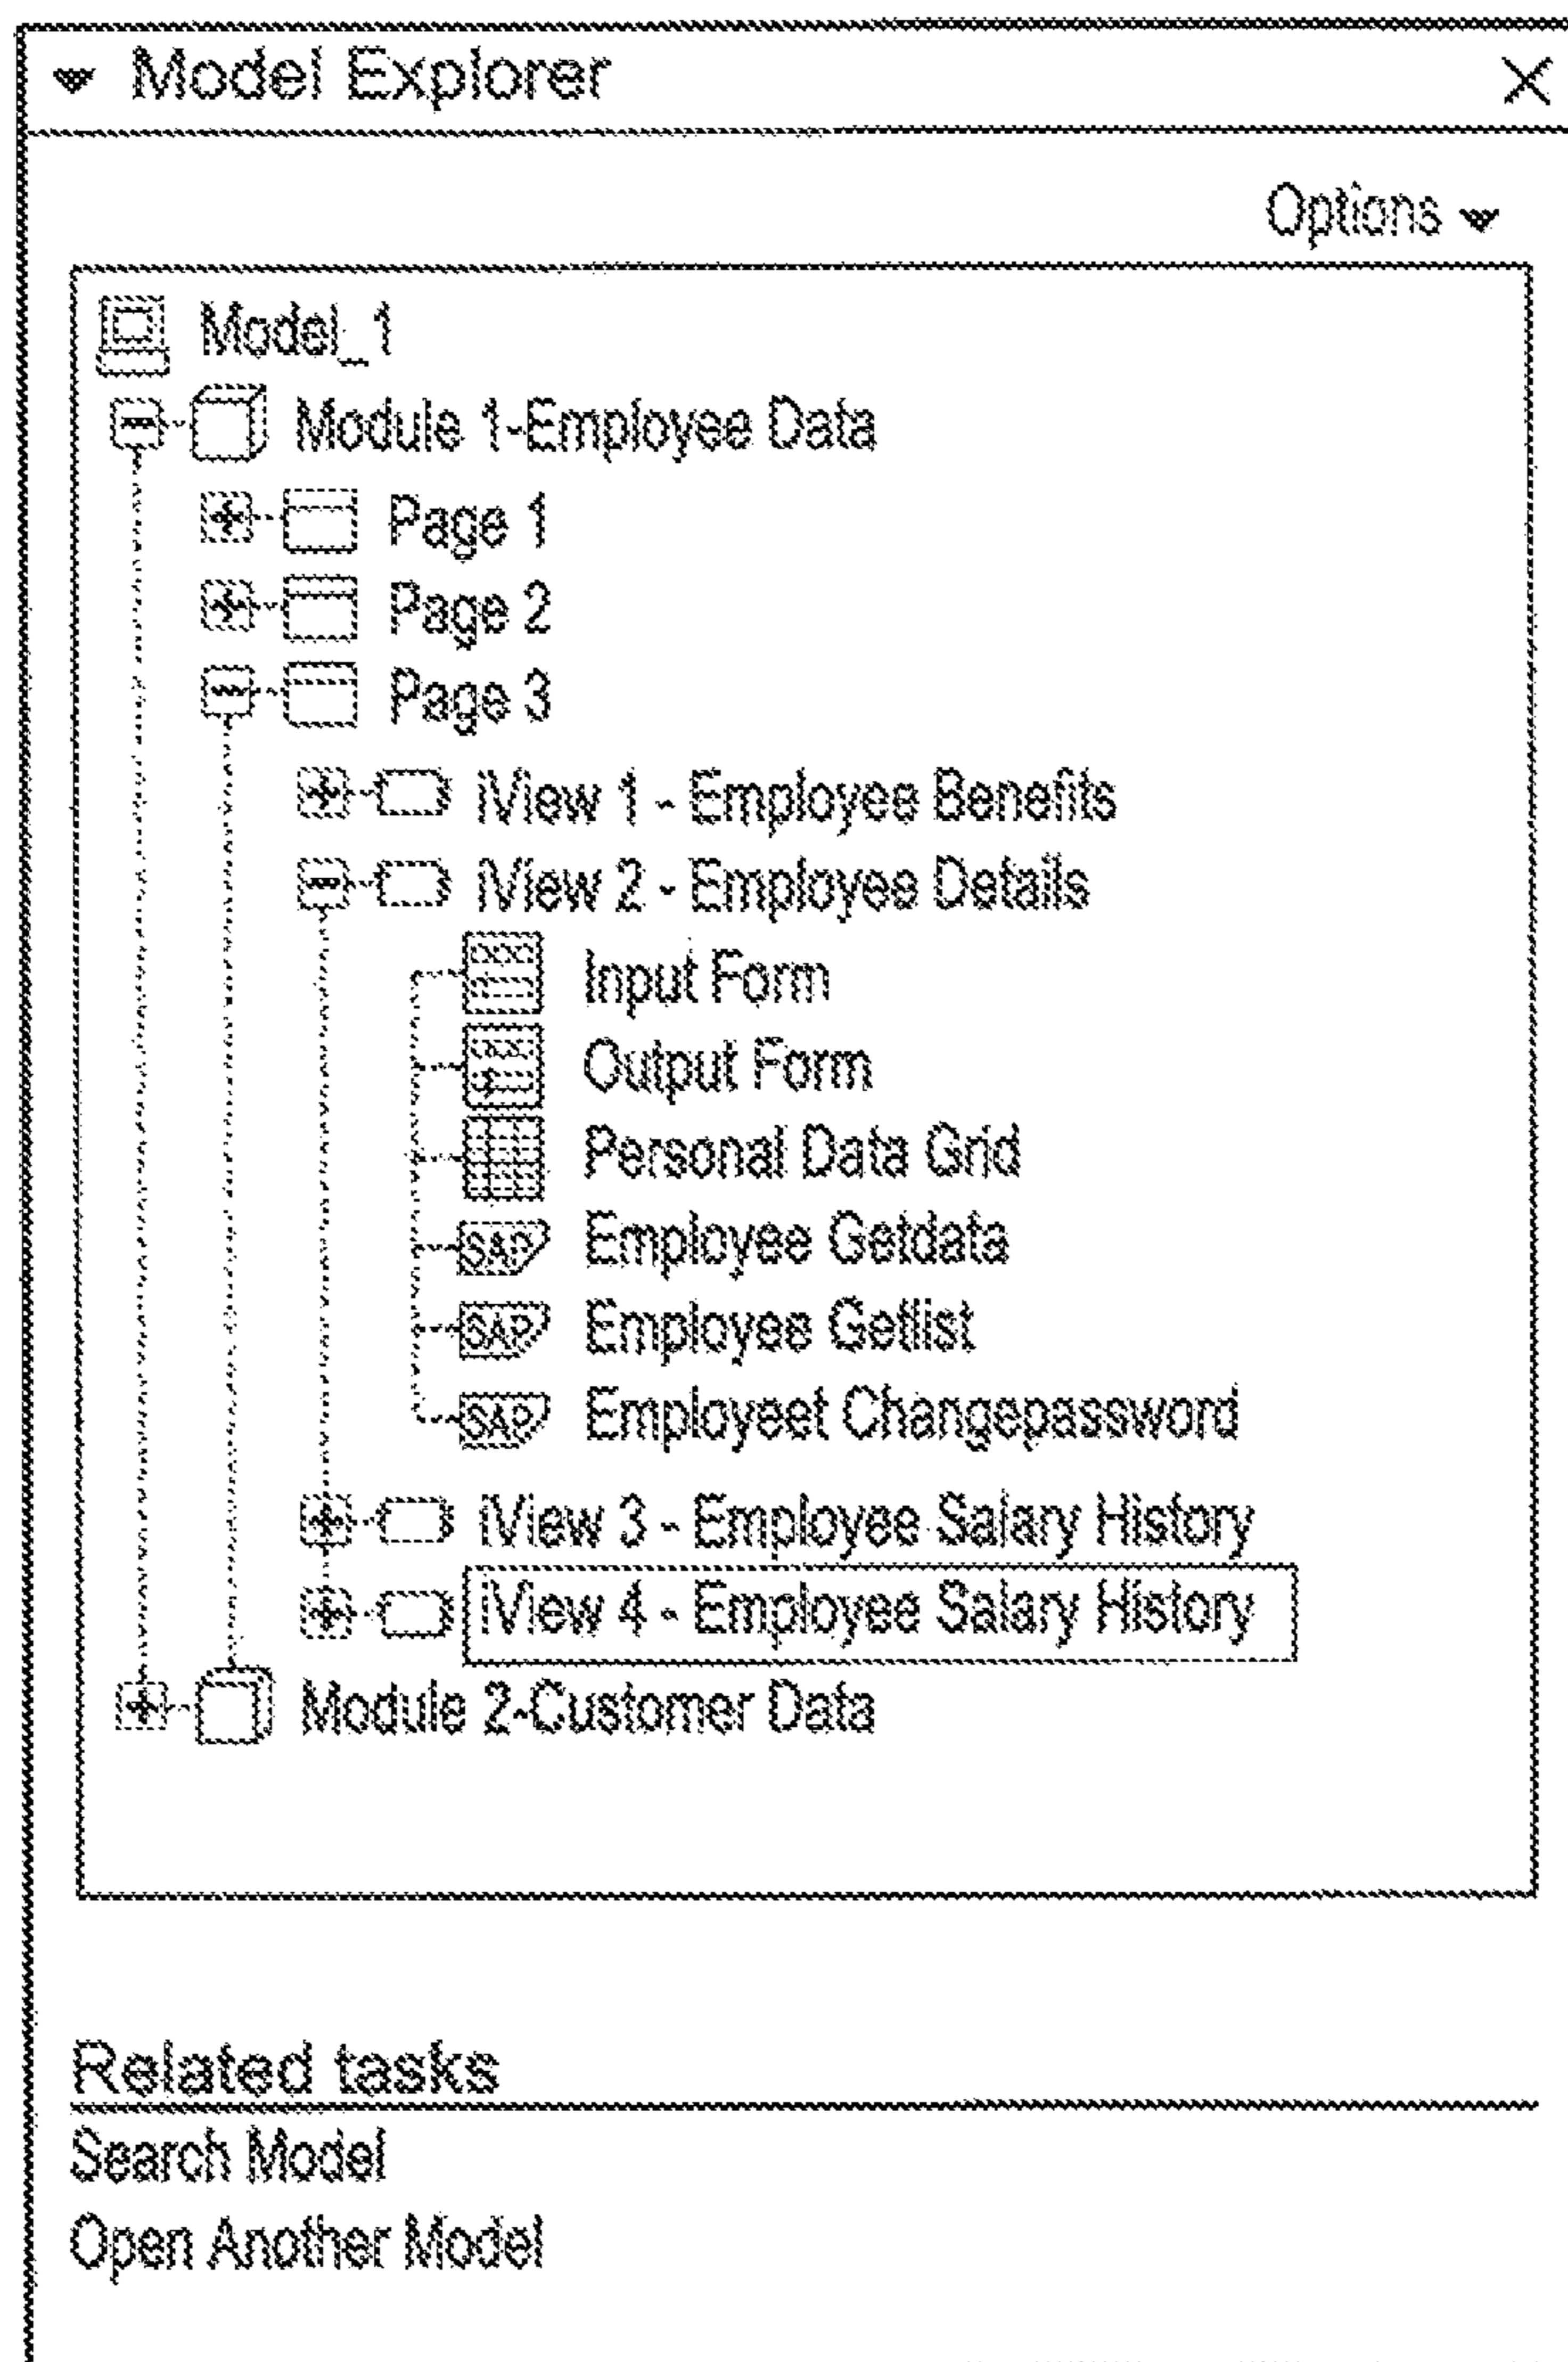 Model Explorer
Options
Model_1
Module 1-Employee Data
Page 1
Page 2
Page 3
iView 1 - Employee Benefits
iView 2 - Employee Details
Input Form
Output Form
Personal Data Grid
SAP Employee Getdata
SAP Employee Getlist
SAP Employeet Changepassword
iView 3 - Employee Salary History
iView 4 - Employee Salary History
Module 2-Customer Data
Related tasks
Search Model
Open Another Model